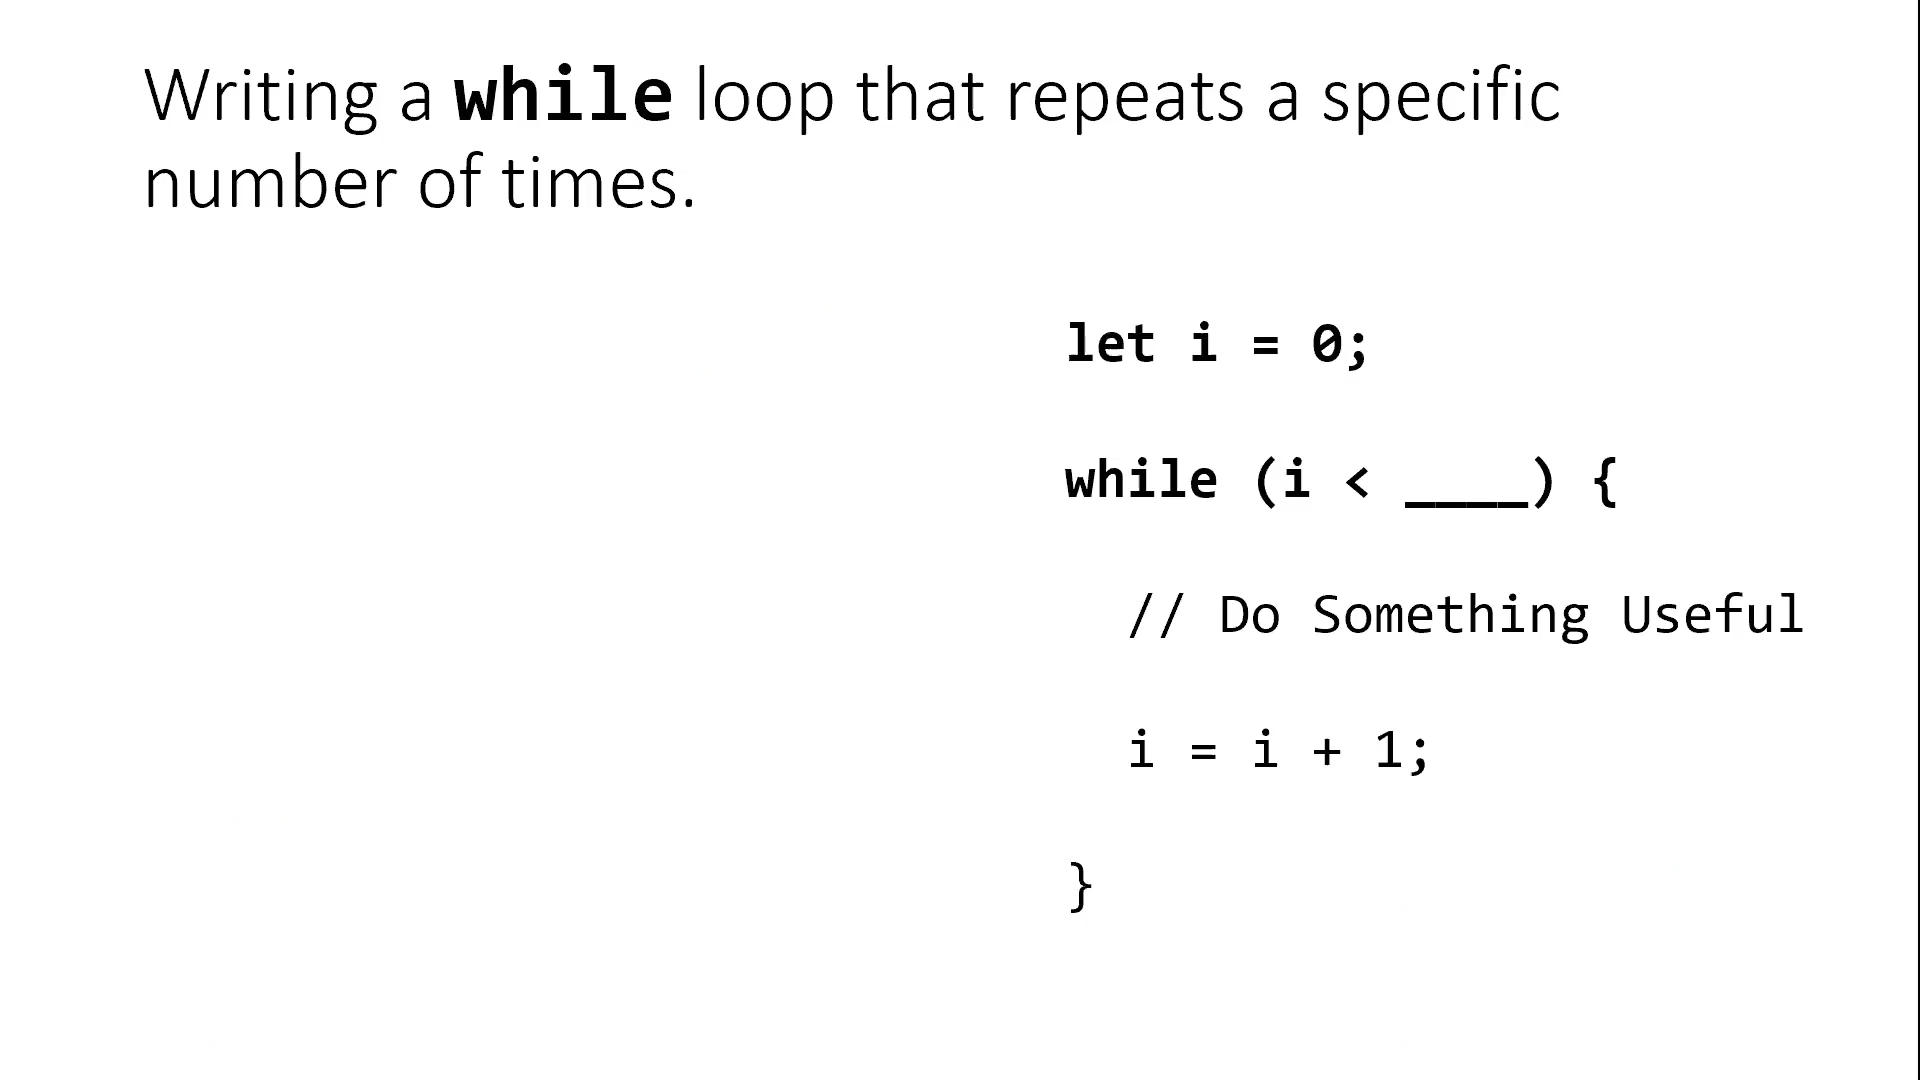 Writing a while loop that repeats a specific
number of times.
let i = 0;
while (i < ____) {
// Do Something Useful
i = i + 1;
}